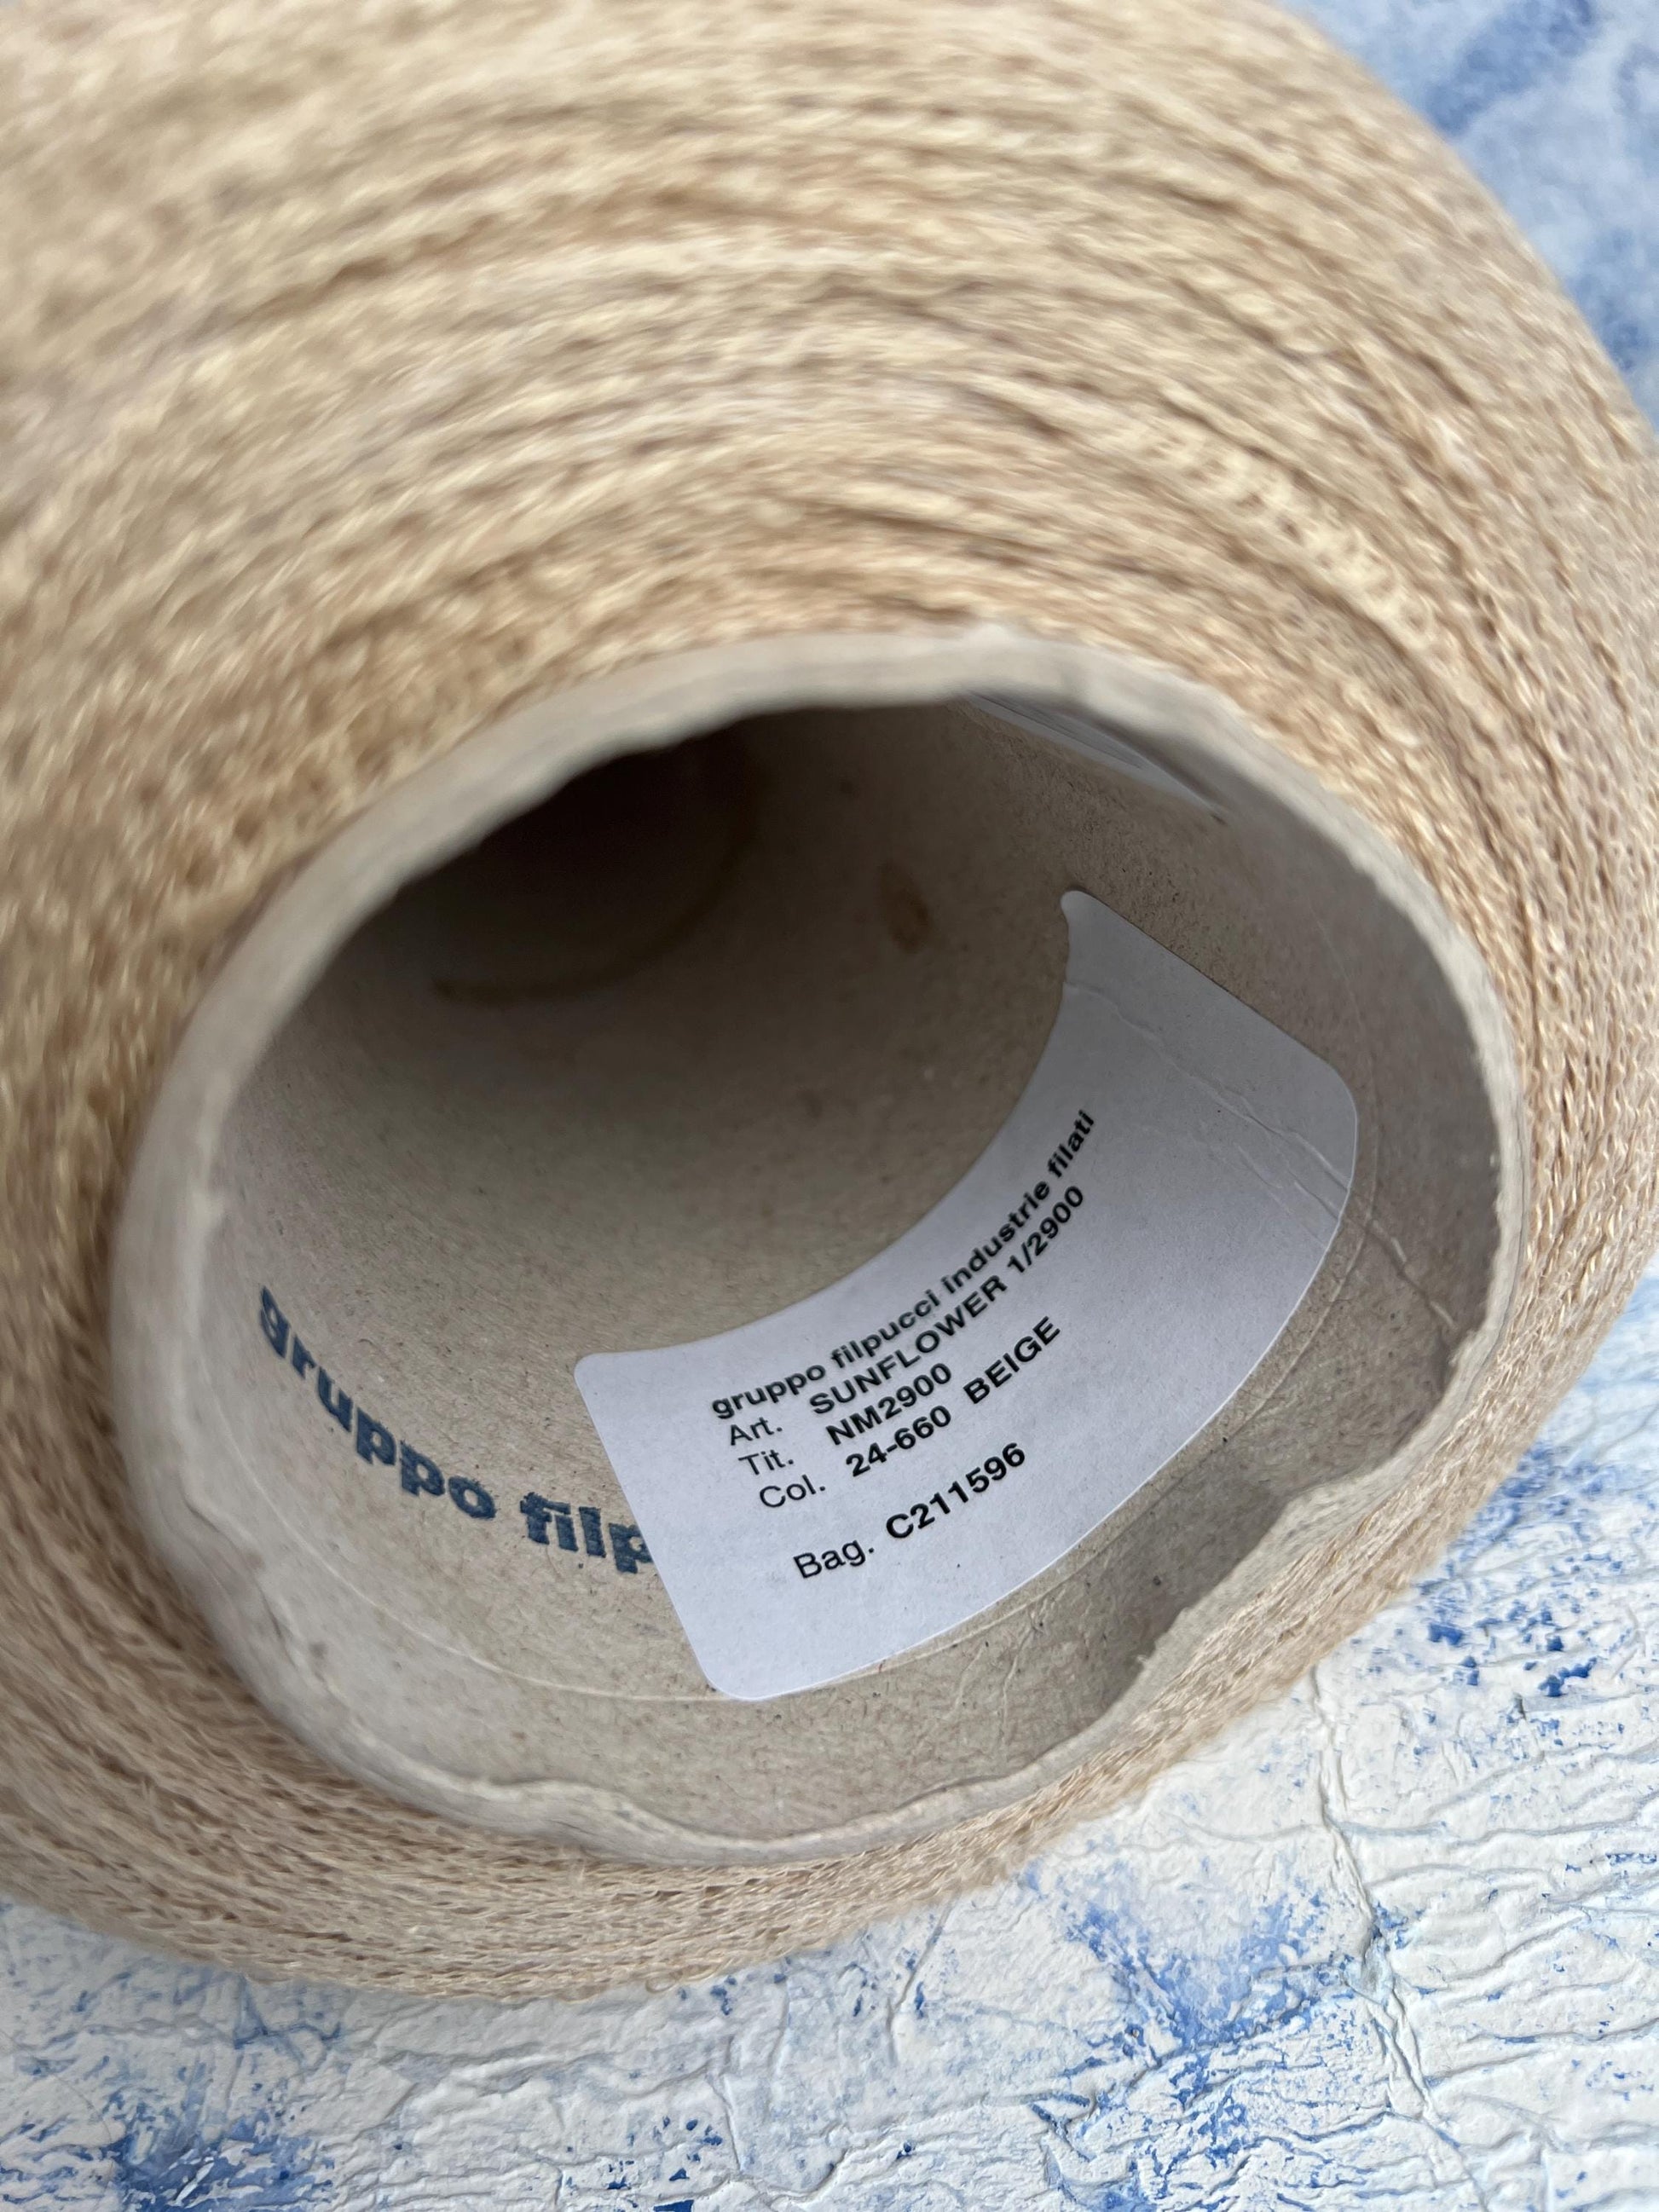 gruppo filp
gruppo filpucci industrie filati
Art. SUNFLOWER 1/2900
Tit. NM2900
Col. 24-660 BEIGE
Bag. C211596